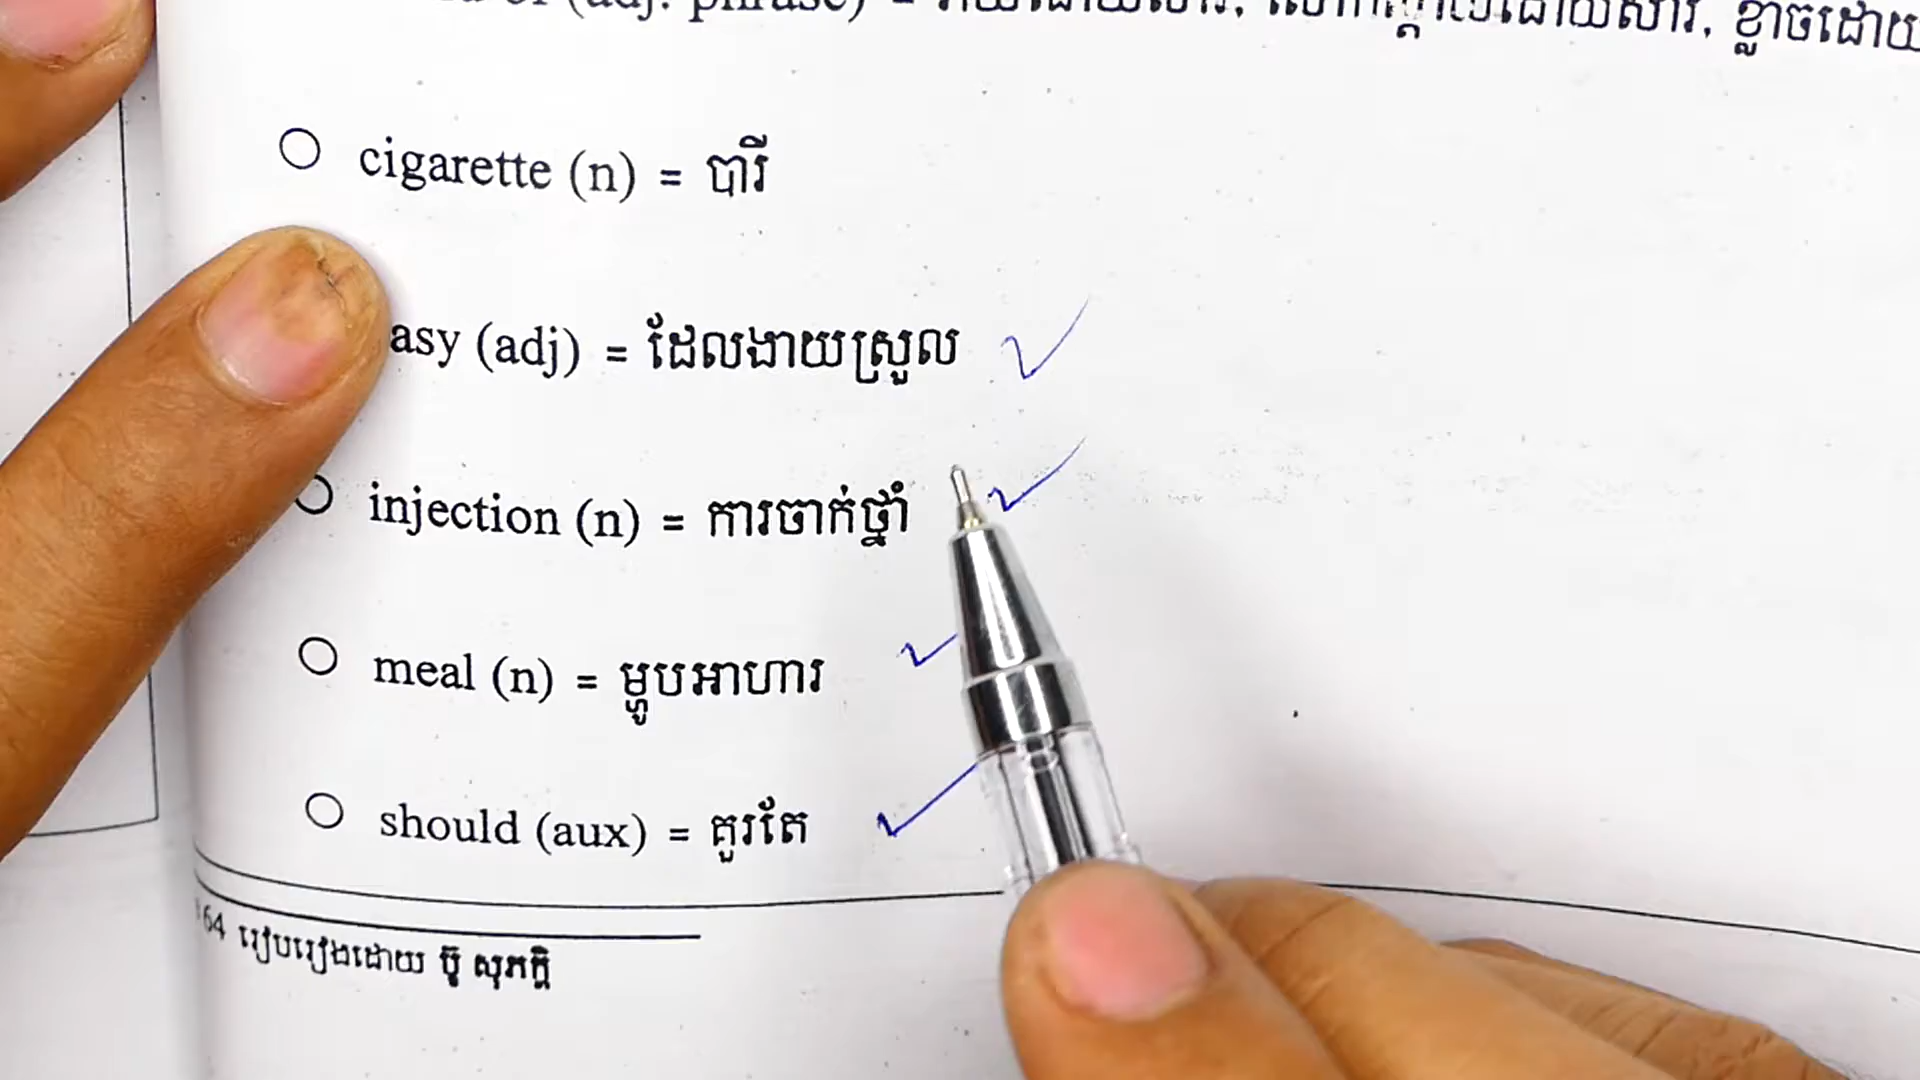 (adj. phrase) =
cigarette (n) = បារី
asy (adj) = ដែលងាយស្រួល
injection (n) = ការចាក់ថ្នាំ
meal (n) = ម្ហូបអាហារ
should (aux) = គួរតែ
64 រៀបរៀងដោយ ប៊ូ សុភក្តី